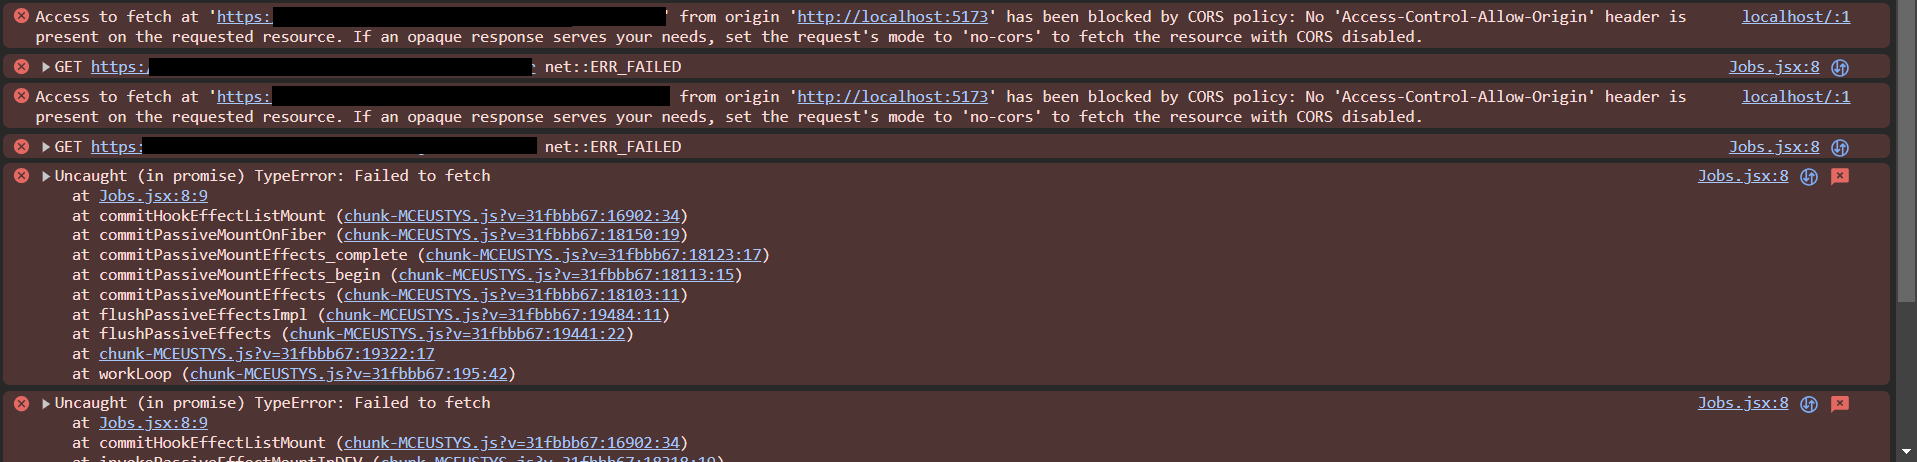 Access to fetch at 'https: ' from origin 'http://localhost:5173' has been blocked by CORS policy: No 'Access-Control-Allow-Origin' header is localhost/:1
present on the requested resource. If an opaque response serves your needs, set the request's mode to 'no-cors' to fetch the resource with CORS disabled.
GET https:/ net::ERR_FAILED Jobs.jsx:8
Access to fetch at 'https: from origin 'http://localhost:5173' has been blocked by CORS policy: No 'Access-Control-Allow-Origin' header is localhost/:1
present on the requested resource. If an opaque response serves your needs, set the request's mode to 'no-cors' to fetch the resource with CORS disabled.
GET https: net::ERR_FAILED Jobs.jsx:8
Uncaught (in promise) TypeError: Failed to fetch Jobs.jsx:8
at Jobs.jsx:8:9
at commitHookEffectListMount (chunk-MCEUSTYS.js?v=31fbbb67:16902:34)
at commitPassiveMountOnFiber (chunk-MCEUSTYS.js?v=31fbbb67:18150:19)
at commitPassiveMountEffects_complete (chunk-MCEUSTYS.js?v=31fbbb67:18123:17)
at commitPassiveMountEffects_begin (chunk-MCEUSTYS.js?v=31fbbb67:18113:15)
at commitPassiveMountEffects (chunk-MCEUSTYS.js?v=31fbbb67:18103:11)
at flushPassiveEffectsImpl (chunk-MCEUSTYS.js?v=31fbbb67:19484:11)
at flushPassiveEffects (chunk-MCEUSTYS.js?v=31fbbb67:19441:22)
at chunk-MCEUSTYS.js?v=31fbbb67:19322:17
at workLoop (chunk-MCEUSTYS.js?v=31fbbb67:195:42)
Uncaught (in promise) TypeError: Failed to fetch Jobs.jsx:8
at Jobs.jsx:8:9
at commitHookEffectListMount (chunk-MCEUSTYS.js?v=31fbbb67:16902:34)
at invokePassiveEffectMountInDEV (chunk-MCEUSTYS.js?v=31fbbb67:18318:19)